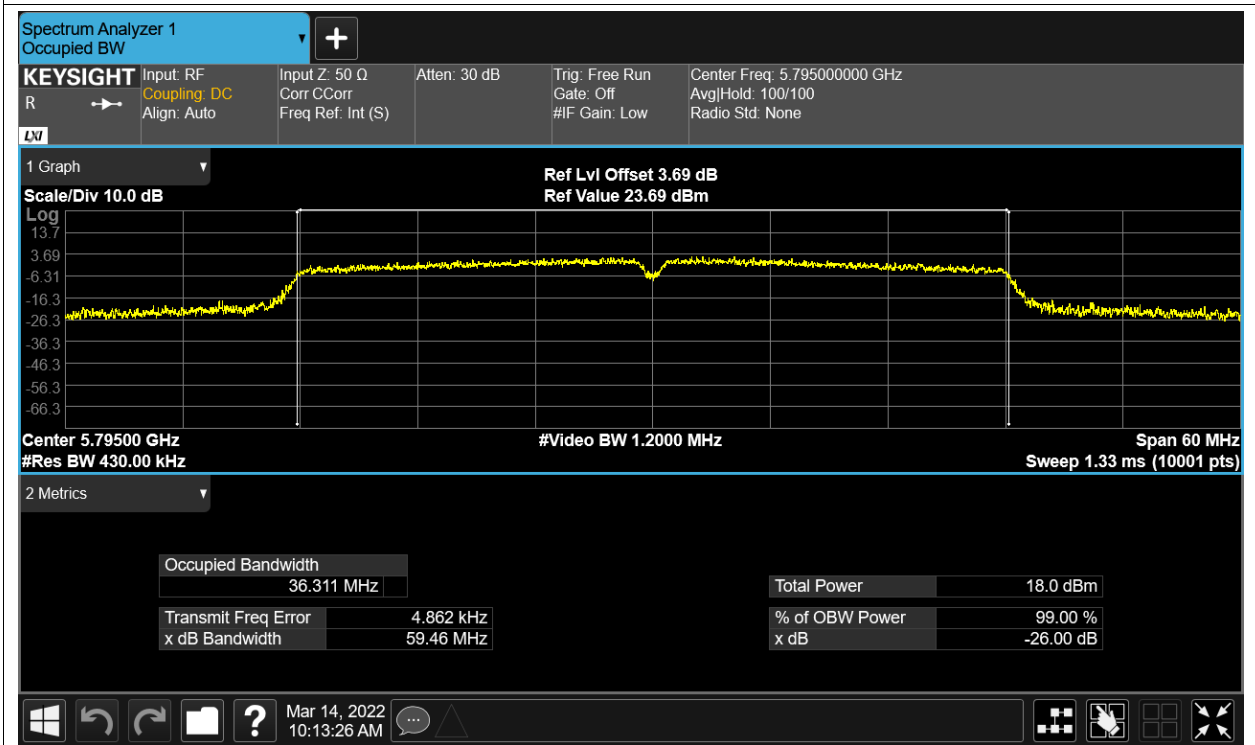 Spectrum Analyzer 1
Occupied BW
KEYSIGHT
R
LXI
Input: RF
Coupling: DC
Align: Auto
Input Z: 50 Ω
Corr CCorr
Freq Ref: Int (S)
Atten: 30 dB
Trig: Free Run
Gate: Off
#IF Gain: Low
Center Freq: 5.795000000 GHz
Avg|Hold: 100/100
Radio Std: None
1 Graph
Scale/Div 10.0 dB
Ref Lvl Offset 3.69 dB
Ref Value 23.69 dBm
Log
13.7
3.69
-6.31
-16.3
-26.3
-36.3
-46.3
-56.3
-66.3
Center 5.79500 GHz
#Res BW 430.00 kHz
#Video BW 1.2000 MHz
Span 60 MHz
Sweep 1.33 ms (10001 pts)
2 Metrics
Occupied Bandwidth
36.311 MHz
Transmit Freq Error 4.862 kHz
x dB Bandwidth 59.46 MHz
Total Power 18.0 dBm
% of OBW Power 99.00 %
x dB -26.00 dB
?
Mar 14, 2022
10:13:26 AM